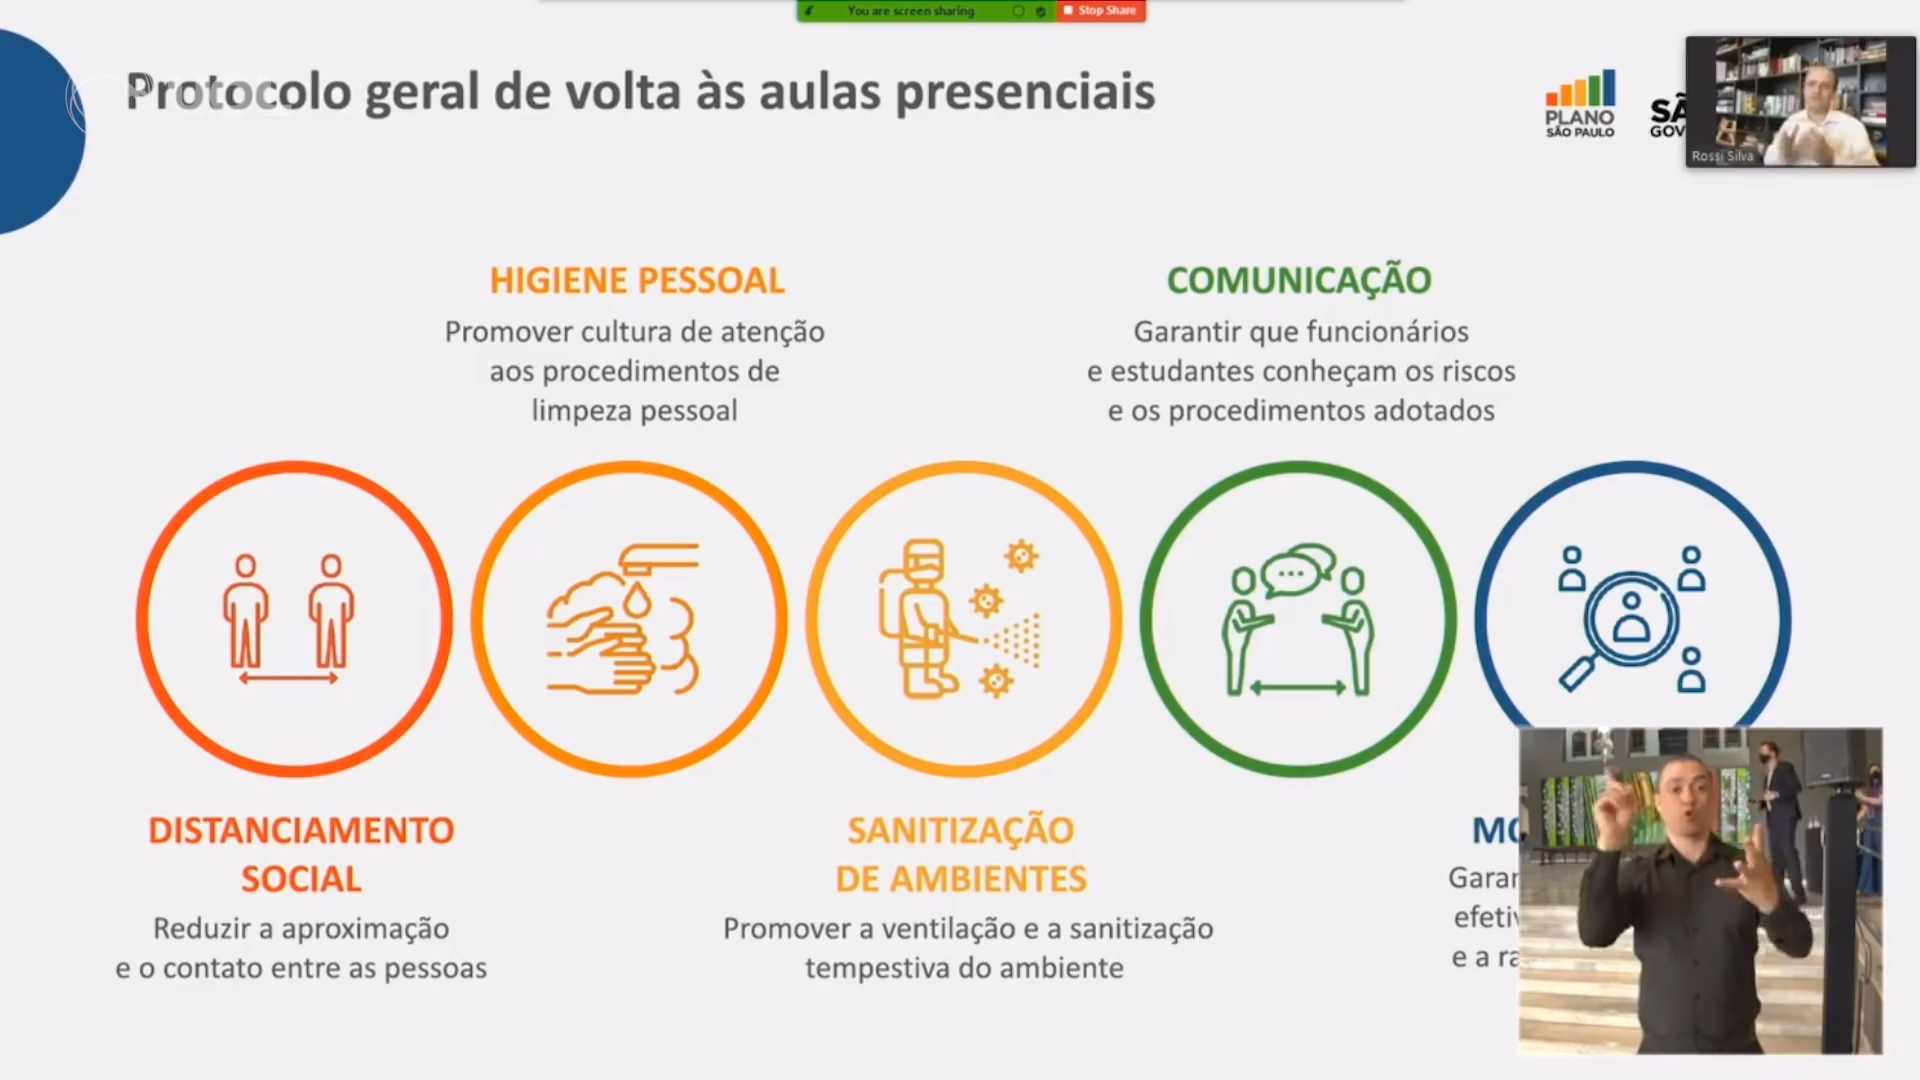 You are screen sharing
Stop Share
Protocolo geral de volta às aulas presenciais
PLANO
SÃO PAULO
Rossi Silva
HIGIENE PESSOAL
Promover cultura de atenção
aos procedimentos de
limpeza pessoal
COMUNICAÇÃO
Garantir que funcionários
e estudantes conheçam os riscos
e os procedimentos adotados
DISTANCIAMENTO
SOCIAL
Reduzir a aproximação
e o contato entre as pessoas
SANITIZAÇÃO
DE AMBIENTES
Promover a ventilação e a sanitização
tempestiva do ambiente
e a